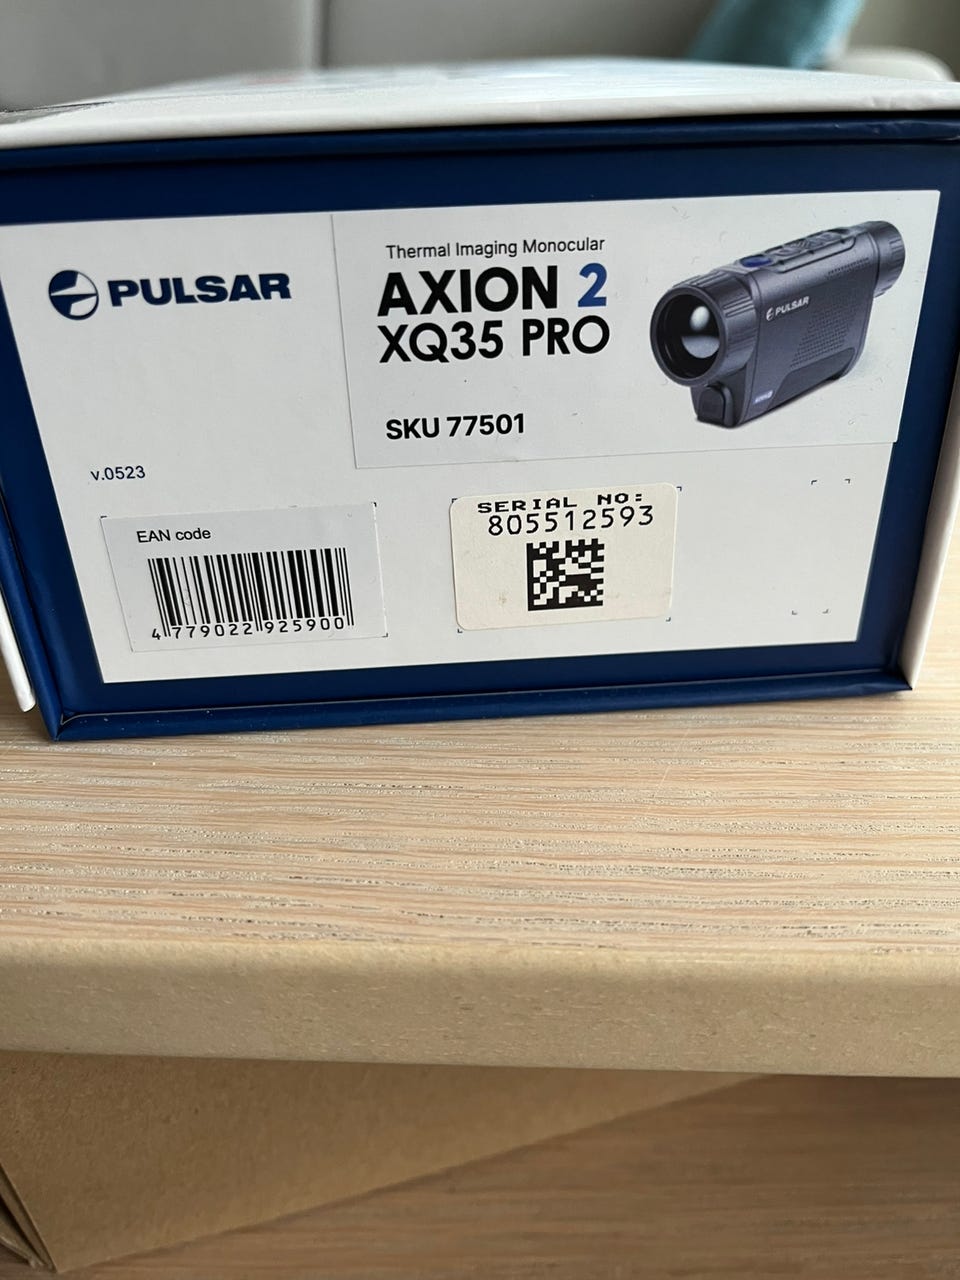 PULSAR
Thermal Imaging Monocular
AXION 2
XQ35 PRO
PULSAR
SKU 77501
v.0523
EAN code
4 779022 925900
SERIAL NO:
805512593